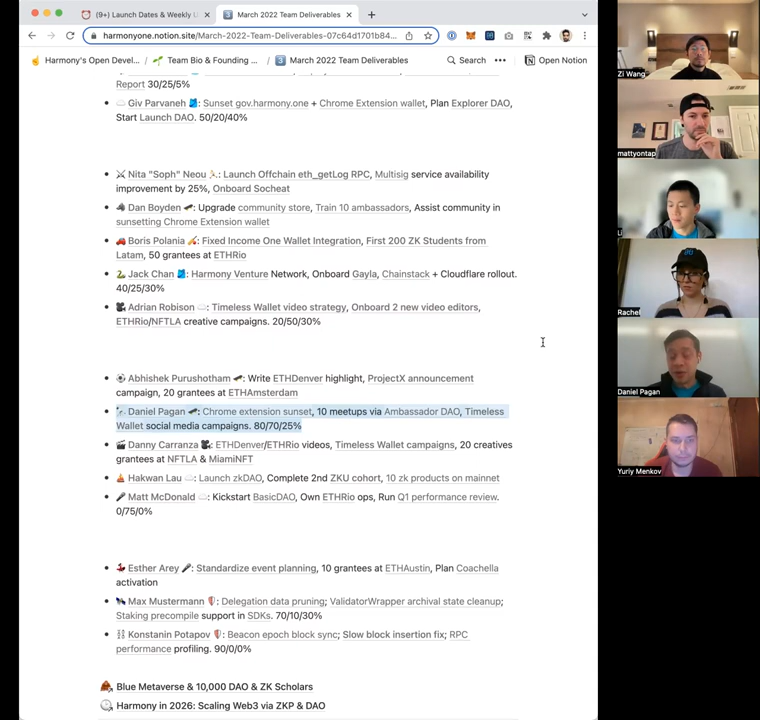 (9+) Launch Dates & Weekly U
March 2022 Team Deliverables
harmonyone.notion.site/March-2022-Team-Deliverables-07c64d1701b84...
Harmony's Open Devel... / Team Bio & Founding ... / March 2022 Team Deliverables
Search
Open Notion
Report 30/25/5%
Giv Parvaneh : Sunset gov.harmony.one + Chrome Extension wallet, Plan Explorer DAO,
Start Launch DAO. 50/20/40%
Nita "Soph" Neou : Launch Offchain eth_getLog RPC, Multisig service availability
improvement by 25%, Onboard Socheat
Dan Boyden : Upgrade community store, Train 10 ambassadors, Assist community in
sunsetting Chrome Extension wallet
Boris Polania : Fixed Income One Wallet Integration, First 200 ZK Students from
Latam, 50 grantees at ETHRio
Jack Chan : Harmony Venture Network, Onboard Gayla, Chainstack + Cloudflare rollout.
40/25/30%
Adrian Robison : Timeless Wallet video strategy, Onboard 2 new video editors,
ETHRio/NFTLA creative campaigns. 20/50/30%
Abhishek Purushotham : Write ETHDenver highlight, ProjectX announcement
campaign, 20 grantees at ETHAmsterdam
Daniel Pagan : Chrome extension sunset, 10 meetups via Ambassador DAO, Timeless
Wallet social media campaigns. 80/70/25%
Danny Carranza : ETHDenver/ETHRio videos, Timeless Wallet campaigns, 20 creatives
grantees at NFTLA & MiamiNFT
Hakwan Lau : Launch zkDAO, Complete 2nd ZKU cohort, 10 zk products on mainnet
Matt McDonald : Kickstart BasicDAO, Own ETHRio ops, Run Q1 performance review.
0/75/0%
Esther Arey : Standardize event planning, 10 grantees at ETHAustin, Plan Coachella
activation
Max Mustermann : Delegation data pruning; ValidatorWrapper archival state cleanup;
Staking precompile support in SDKs. 70/10/30%
Konstanin Potapov : Beacon epoch block sync; Slow block insertion fix; RPC
performance profiling. 90/0/0%
Blue Metaverse & 10,000 DAO & ZK Scholars
Harmony in 2026: Scaling Web3 via ZKP & DAO
Zi Wang
mattyontap
Li
Rachel
Daniel Pagan
Yuriy Menkov